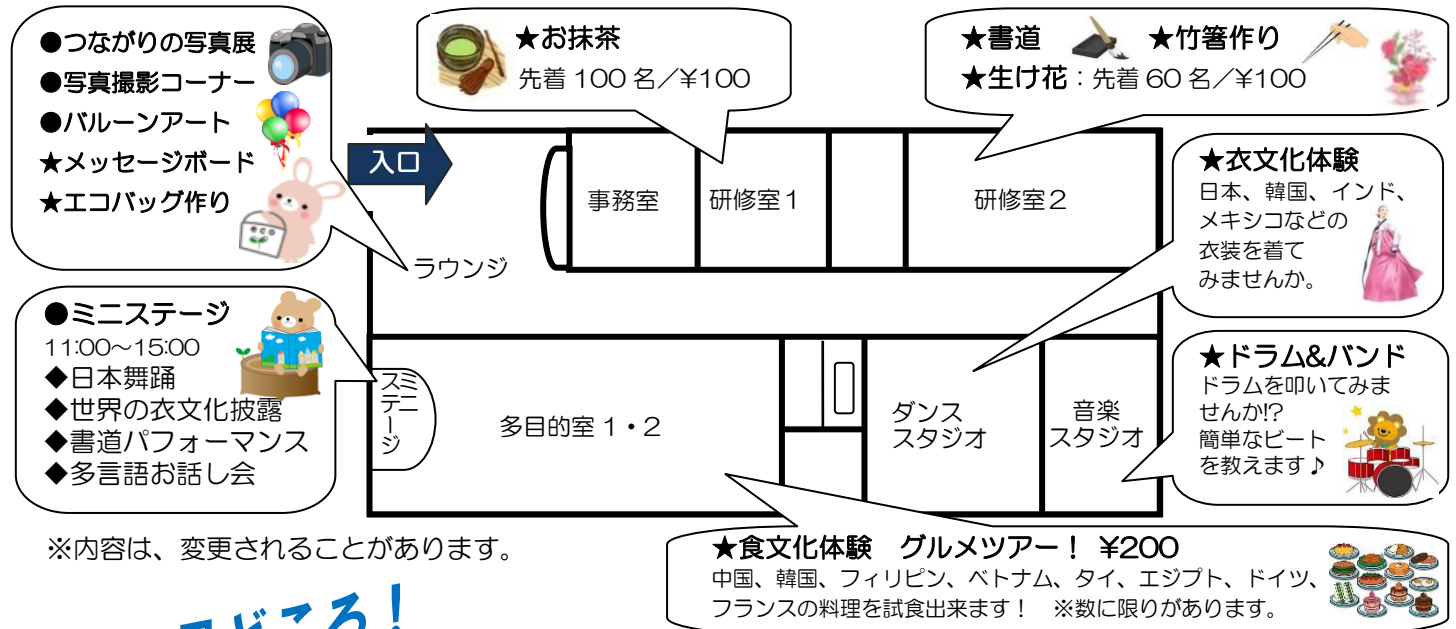 ●つながりの写真展
●写真撮影コーナー
●バルーンアート
★メッセージボード
★エコバッグ作り
★お抹茶
先着 100 名／¥100
★書道 ★竹箸作り
★生け花：先着 60 名／¥100
入口
事務室
研修室１
研修室２
ラウンジ
★衣文化体験
日本、韓国、インド、
メキシコなどの
衣装を着て
みませんか。
●ミニステージ
11:00～15:00
◆日本舞踊
◆世界の衣文化披露
◆書道パフォーマンス
◆多言語お話し会
ミニ
ステージ
多目的室１・２
ダンス
スタジオ
音楽
スタジオ
★ドラム&バンド
ドラムを叩いてみま
せんか!?
簡単なビート
を教えます♪
※内容は、変更されることがあります。
★食文化体験 グルメツアー！ ¥200
中国、韓国、フィリピン、ベトナム、タイ、エジプト、ドイツ、
フランスの料理を試食出来ます！ ※数に限りがあります。
どころ！